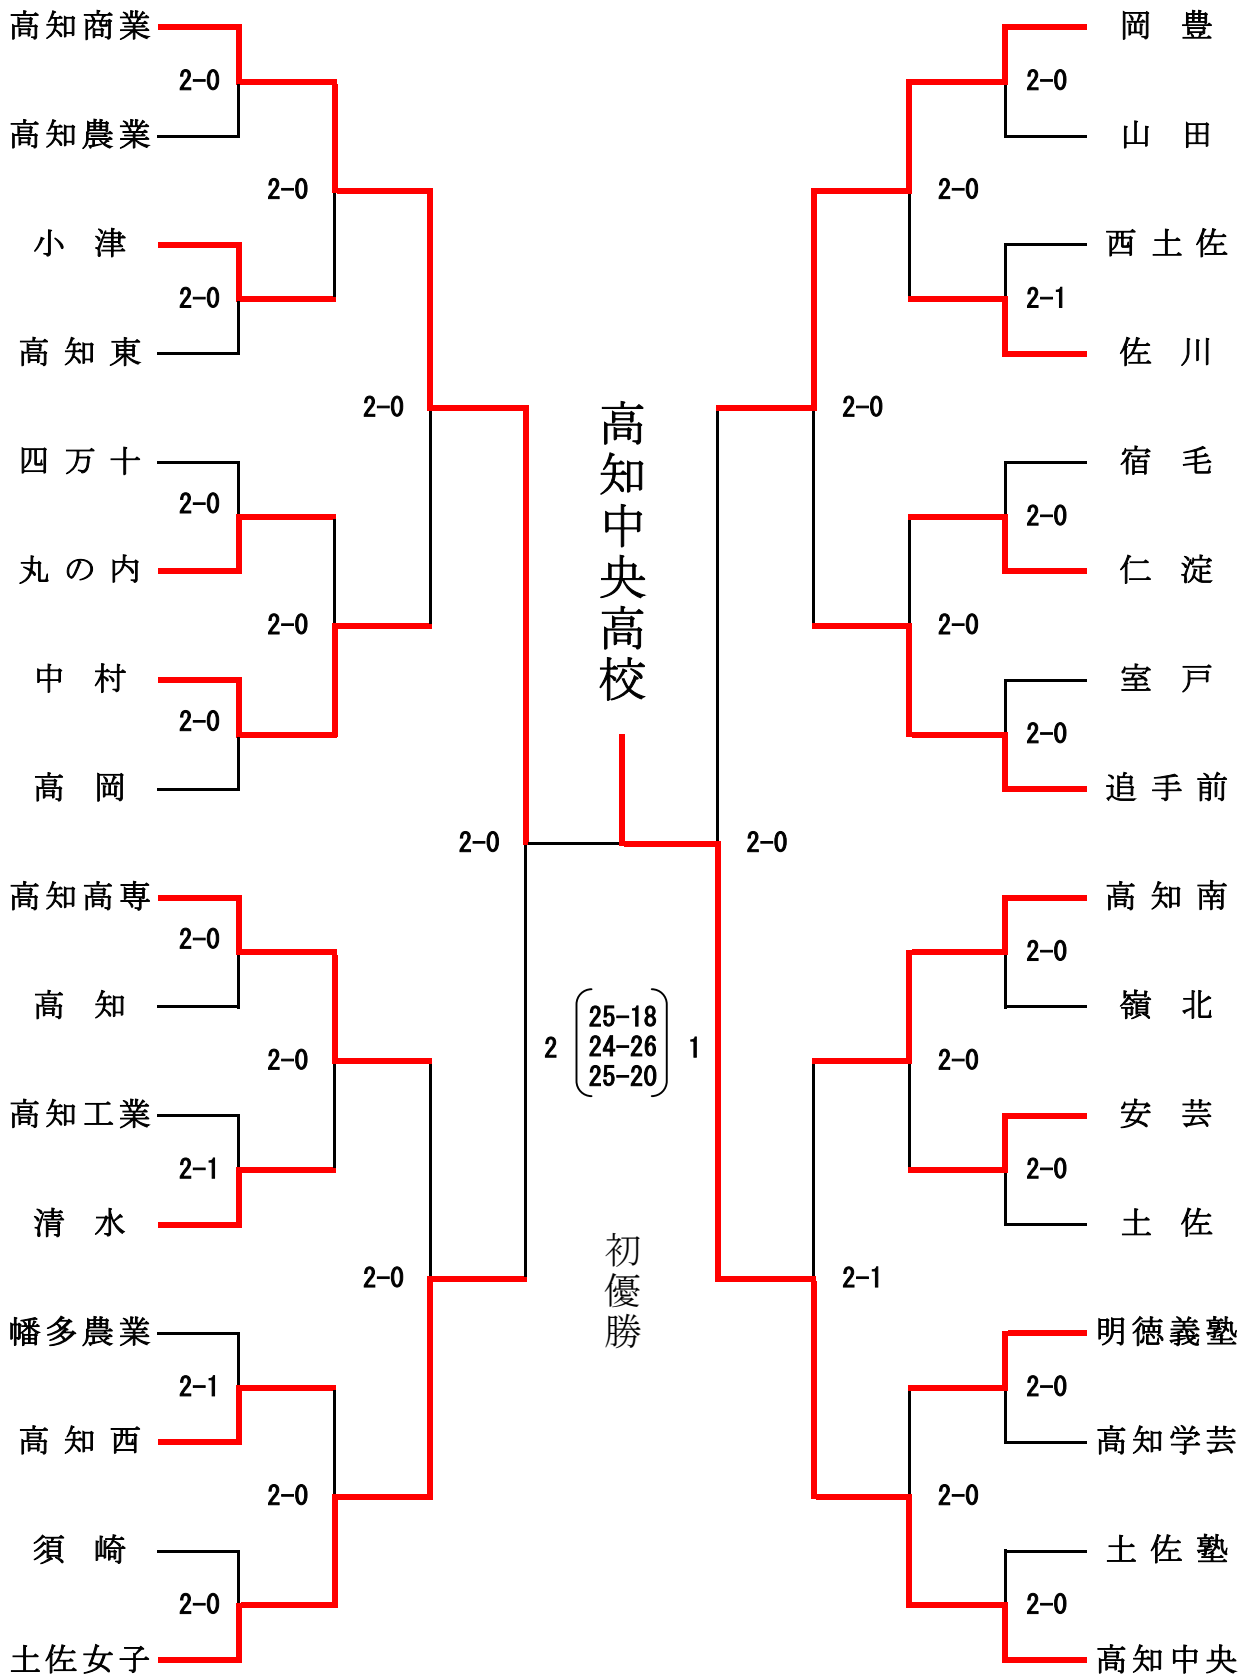 高知商業
2-0
高知農業
2-0
小津
2-0
高知東
2-0
四万十
2-0
丸の内
2-0
中村
2-0
高岡
2-0
高知高専
2-0
高知
2-0
高知工業
2-1
清水
2-0
幡多農業
2-1
高知西
2-0
須崎
2-0
土佐女子
高知中央高校
2
25-18
24-26
25-20
1
初優勝
岡豊
2-0
山田
2-0
西土佐
2-1
佐川
2-0
宿毛
2-0
仁淀
2-0
室戸
2-0
追手前
2-0
高知南
2-0
嶺北
2-0
安芸
2-0
土佐
2-1
明徳義塾
2-0
高知学芸
2-0
土佐塾
2-0
高知中央